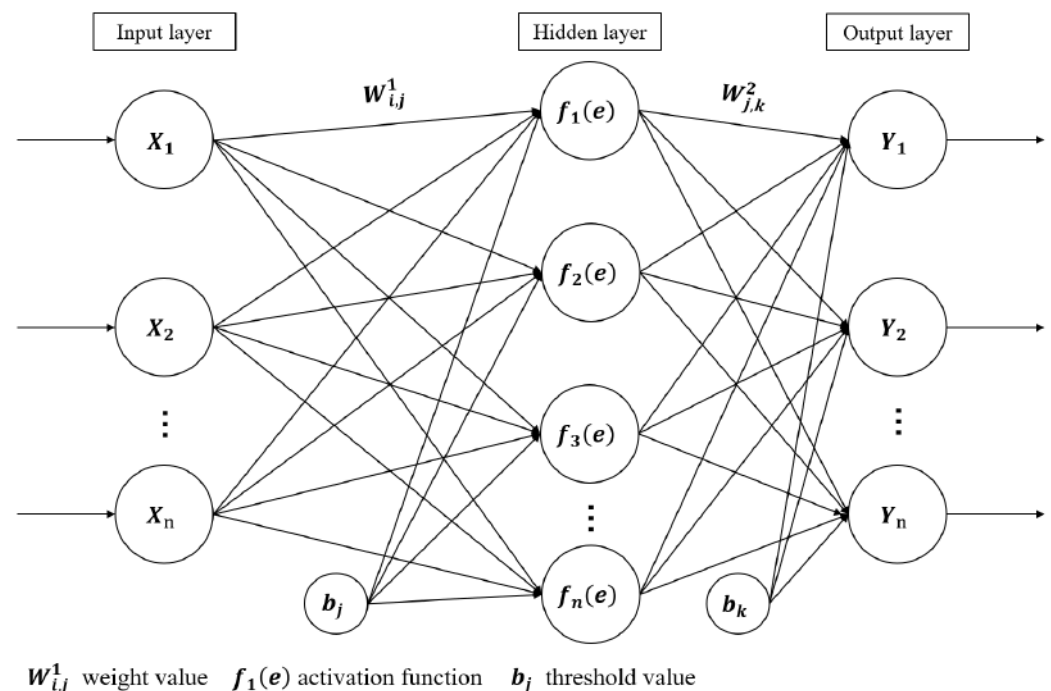 Input layer
Hidden layer
Output layer
W¹ᵢ,ⱼ
W²ⱼ,ₖ
X₁
f₁(e)
Y₁
X₂
f₂(e)
Y₂
⋮
f₃(e)
⋮
Xₙ
⋮
Yₙ
bⱼ
fₙ(e)
bₖ
W¹ᵢ,ⱼ weight value f₁(e) activation function bⱼ threshold value